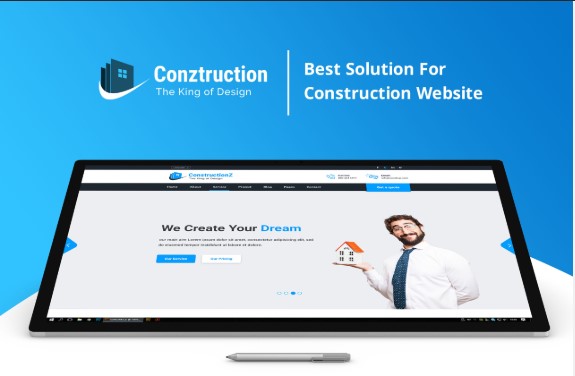 Conztruction
The King of Design
Best Solution For
Construction Website
ConstructionZ
The King of Design
Home About Service Project Blog Pages Contact
Get a quote
We Create Your Dream
Our Service
Our Pricing